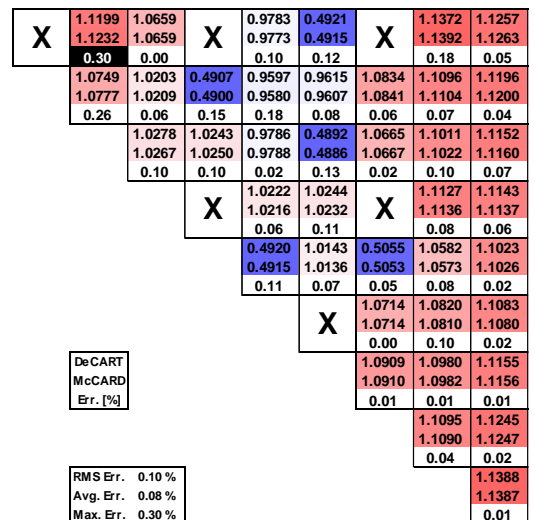 X 1.1199 1.0659 X 0.9783 0.4921 X 1.1372 1.1257
1.1232 1.0659 0.9773 0.4915 1.1392 1.1263
0.30 0.00 0.10 0.12 0.18 0.05
1.0749 1.0203 0.4907 0.9597 0.9615 1.0834 1.1096 1.1196
1.0777 1.0209 0.4900 0.9580 0.9607 1.0841 1.1104 1.1200
0.26 0.06 0.15 0.18 0.08 0.06 0.07 0.04
1.0278 1.0243 0.9786 0.4892 1.0665 1.1011 1.1152
1.0267 1.0250 0.9788 0.4886 1.0667 1.1022 1.1160
0.10 0.10 0.02 0.13 0.02 0.10 0.07
X 1.0222 1.0244 X 1.1127 1.1143
1.0216 1.0232 1.1136 1.1137
0.06 0.11 0.08 0.06
0.4920 1.0143 0.5055 1.0582 1.1023
0.4915 1.0136 0.5053 1.0573 1.1026
0.11 0.07 0.05 0.08 0.02
X 1.0714 1.0820 1.1083
1.0714 1.0810 1.1080
0.00 0.10 0.02
DeCART 1.0909 1.0980 1.1155
McCARD 1.0910 1.0982 1.1156
Err. [%] 0.01 0.01 0.01
1.1095 1.1245
1.1090 1.1247
0.04 0.02
RMS Err. 0.10 % 1.1388
Avg. Err. 0.08 % 1.1387
Max. Err. 0.30 % 0.01